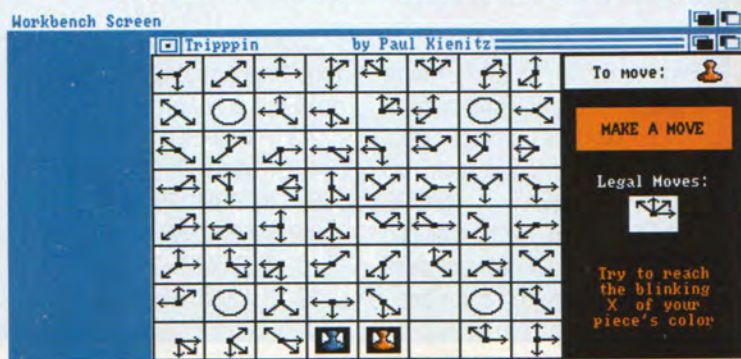 Workbench Screen
Tripppin by Paul Kienitz
To move:
MAKE A MOVE
Legal Moves:
Try to reach
the blinking
X of your
piece's color